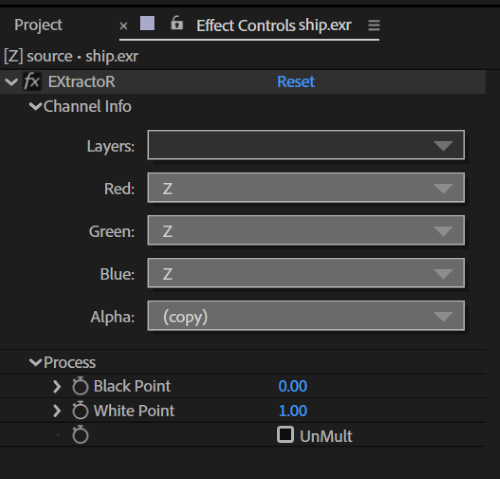 Project × Effect Controls ship.exr
[Z] source • ship.exr
fx EXtractoR Reset
Channel Info
Layers:
Red: Z
Green: Z
Blue: Z
Alpha: (copy)
Process
Black Point 0.00
White Point 1.00
UnMult